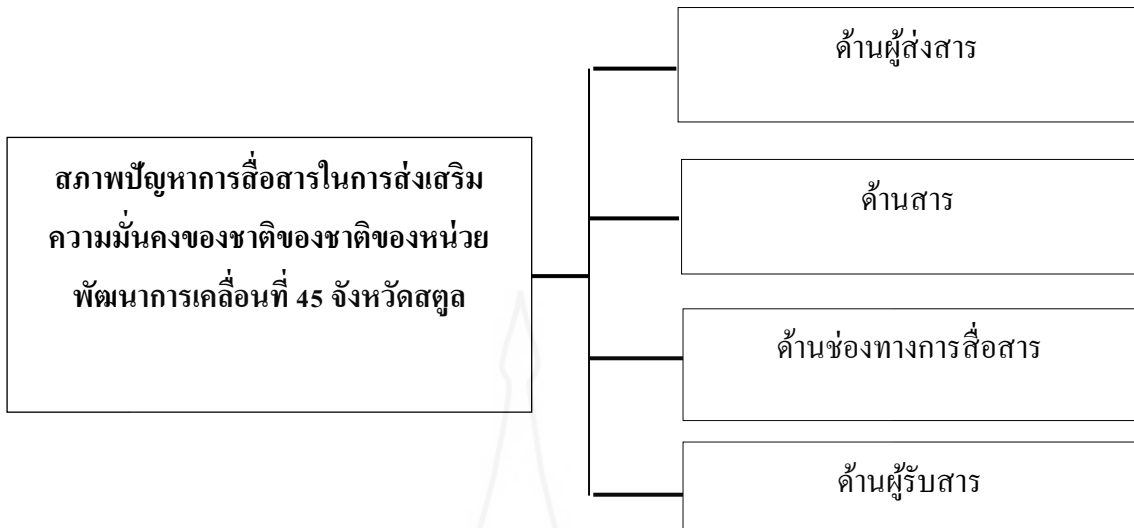 สภาพปัญหาการสื่อสารในการส่งเสริม
ความมั่นคงของชาติของชาติของหน่วย
พัฒนาการเคลื่อนที่ 45 จังหวัดสตูล
ด้านผู้ส่งสาร
ด้านสาร
ด้านช่องทางการสื่อสาร
ด้านผู้รับสาร